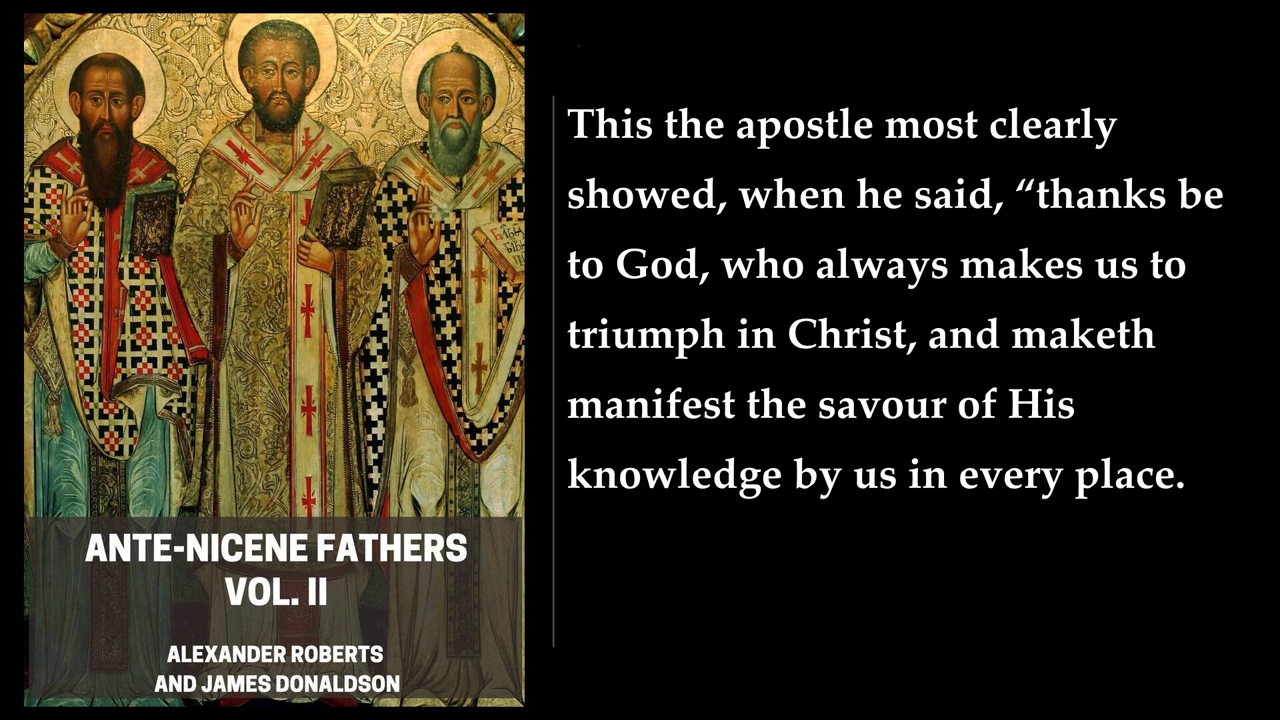 ANTE-NICENE FATHERS
VOL. II
ALEXANDER ROBERTS
AND JAMES DONALDSON
This the apostle most clearly
showed, when he said, “thanks be
to God, who always makes us to
triumph in Christ, and maketh
manifest the savour of His
knowledge by us in every place.